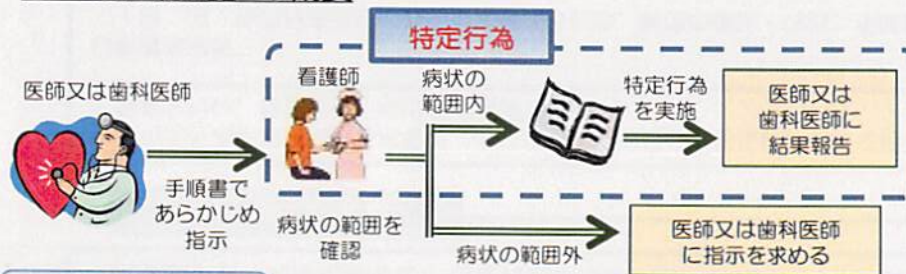 特定行為
医師又は歯科医師
手順書で
あらかじめ
指示
看護師
病状の範囲を
確認
病状の
範囲内
特定行為
を実施
医師又は
歯科医師に
結果報告
病状の範囲外
医師又は歯科医師
に指示を求める